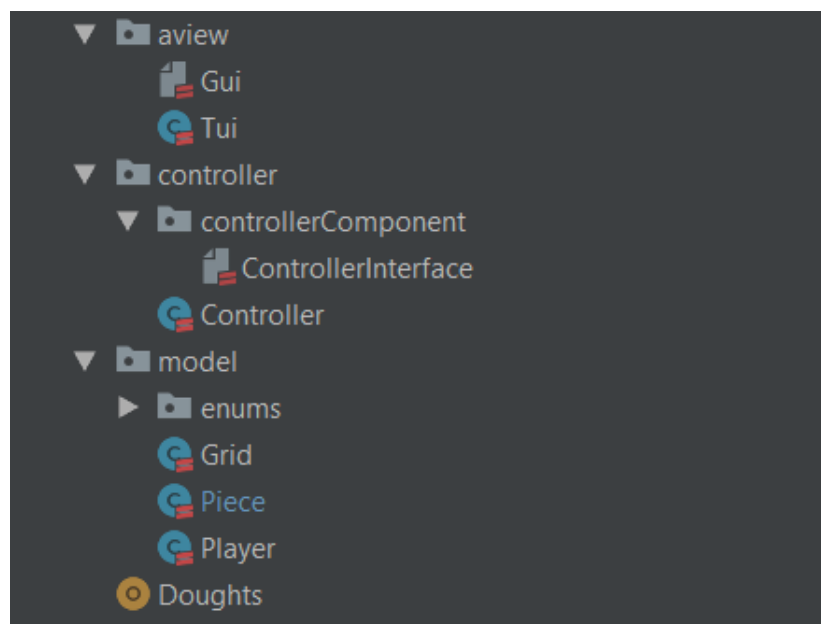 aview
Gui
Tui
controller
controllerComponent
ControllerInterface
Controller
model
enums
Grid
Piece
Player
Doughts